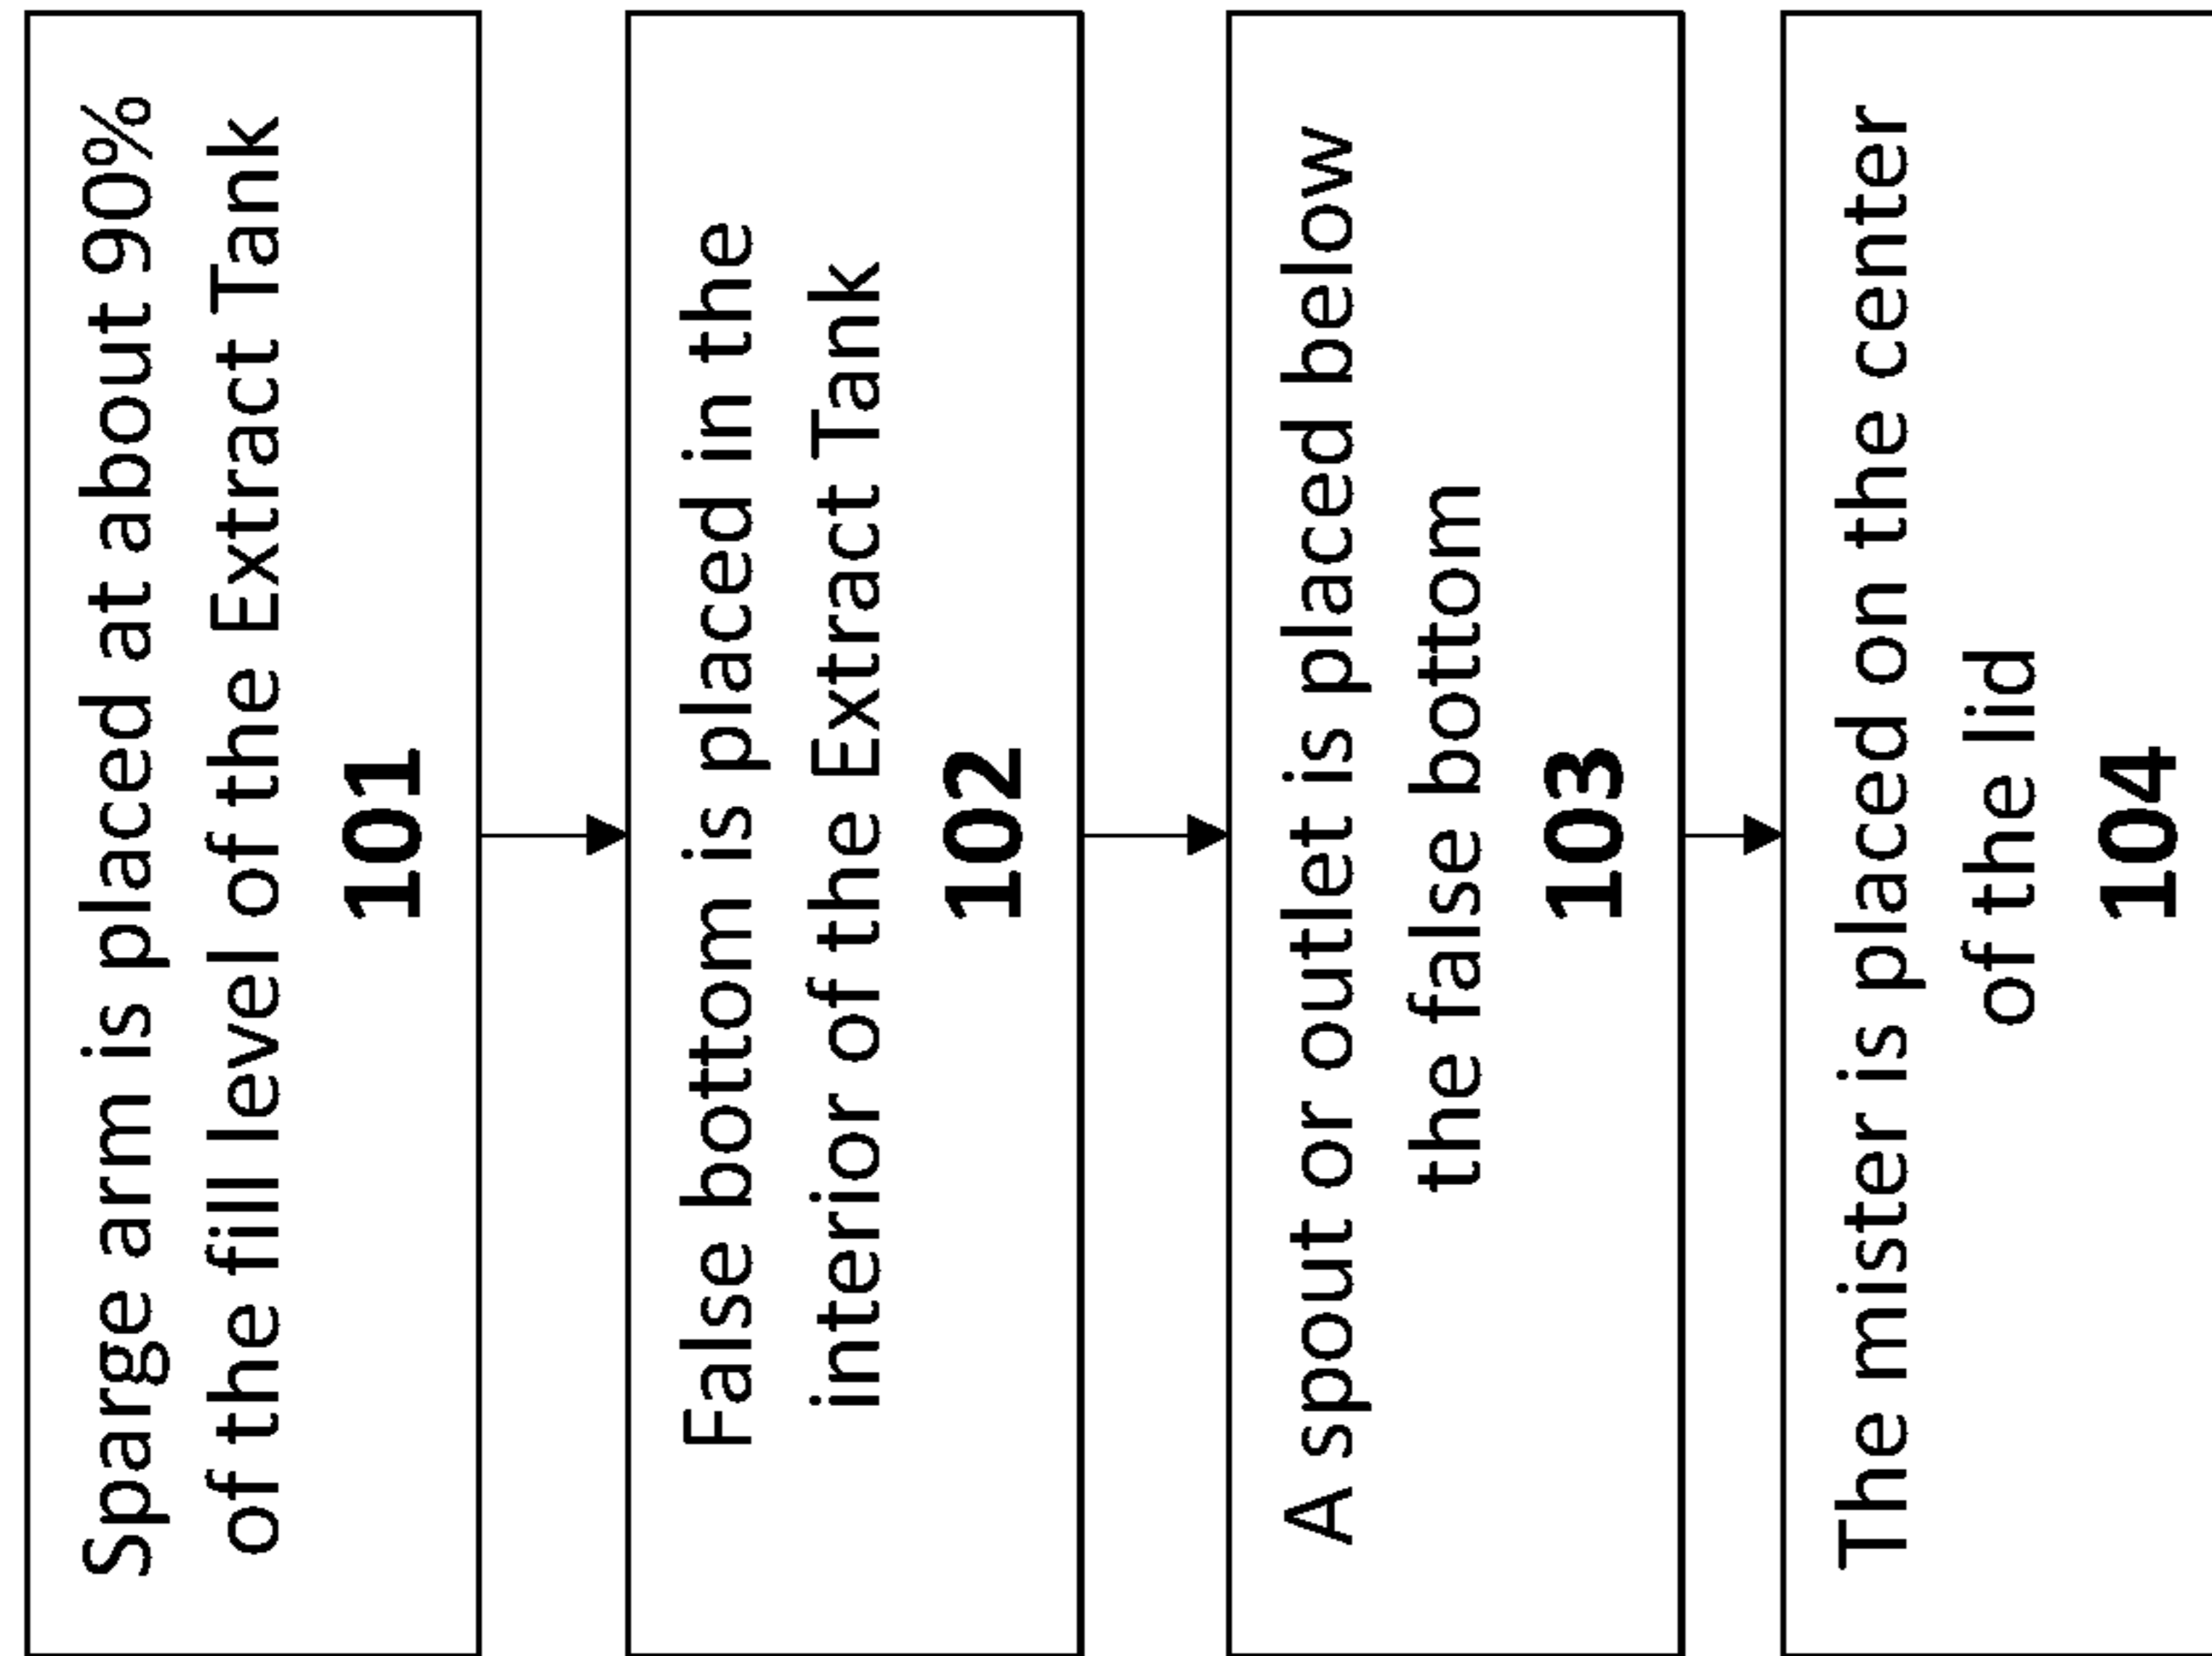 Sparge arm is placed at about 90%
of the fill level of the Extract Tank
101
False bottom is placed in the
interior of the Extract Tank
102
A spout or outlet is placed below
the false bottom
103
The mister is placed on the center
of the lid
104